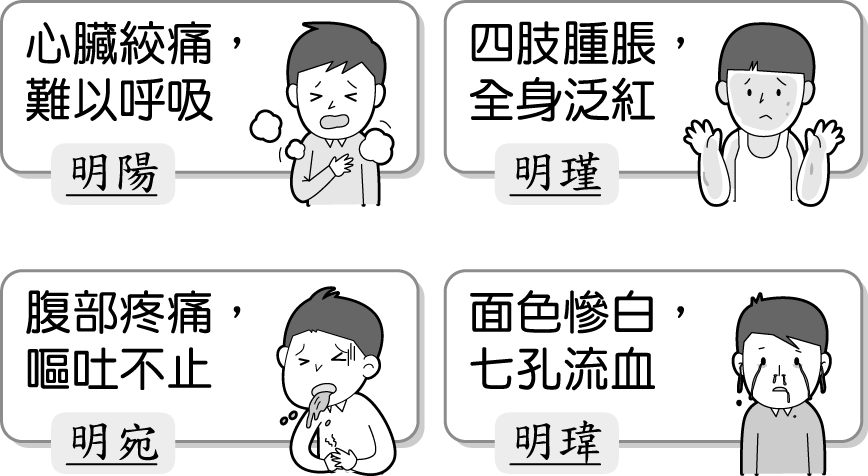 心臟絞痛，
難以呼吸
明陽
四肢腫脹，
全身泛紅
明瑾
腹部疼痛，
嘔吐不止
明宛
面色慘白，
七孔流血
明瑋